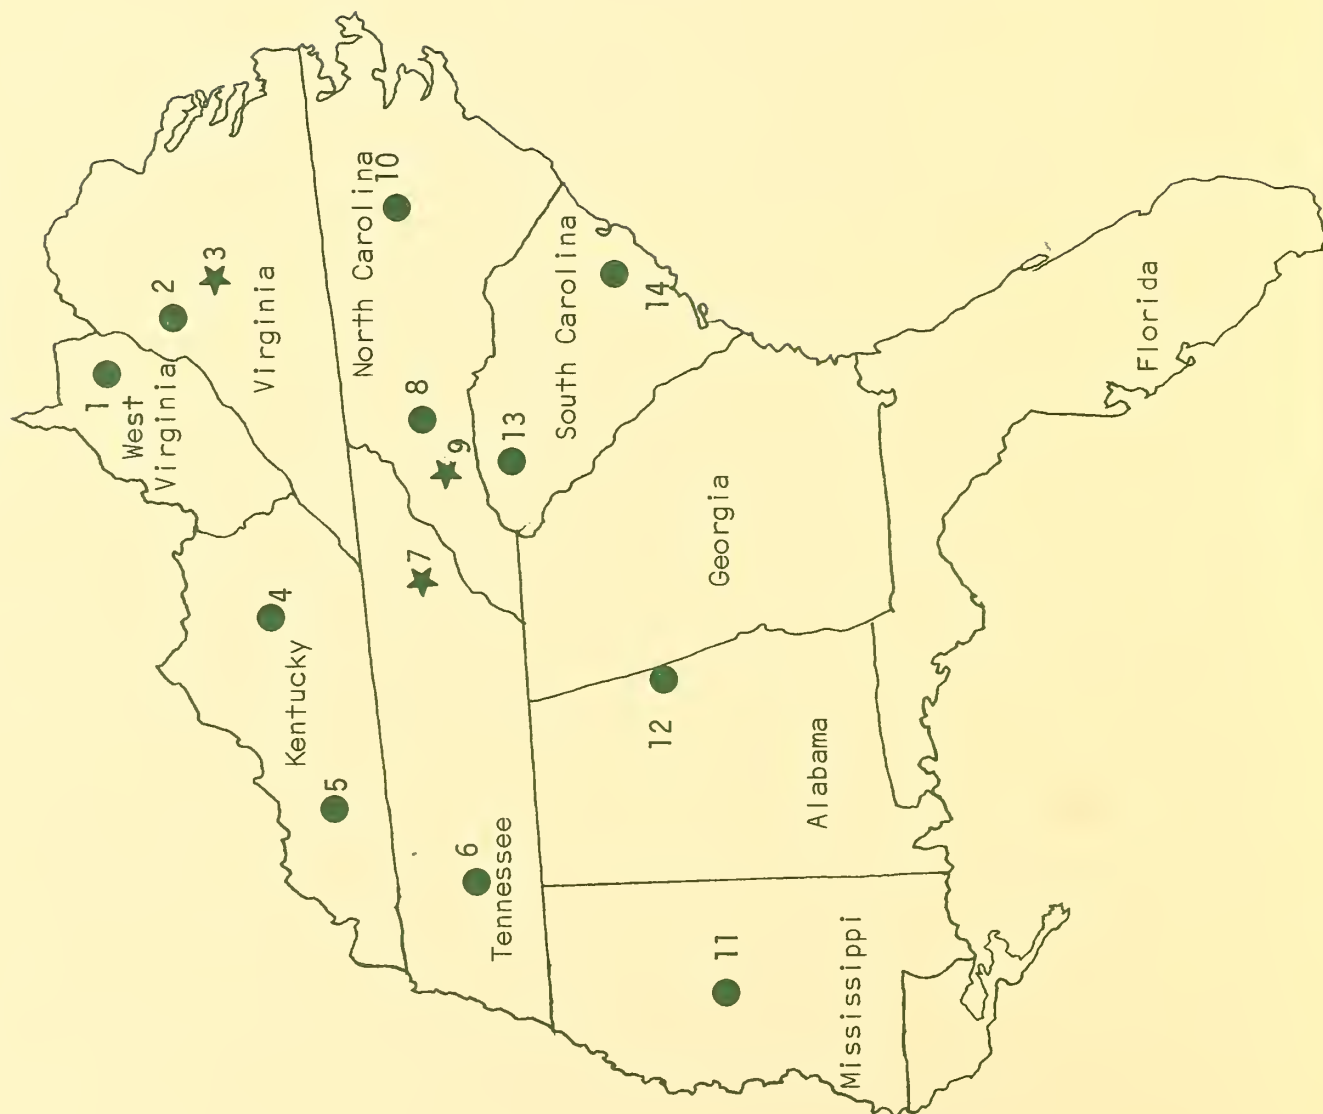 1
West
Virginia
2
3
Virginia
4
Kentucky
5
6
Tennessee
7
8
9
North Carolina
10
11
Mississippi
12
Alabama
Georgia
13
South Carolina
14
Florida